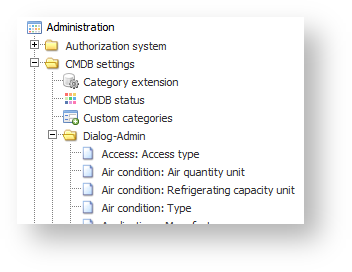 Administration
Authorization system
CMDB settings
Category extension
CMDB status
Custom categories
Dialog-Admin
Access: Access type
Air condition: Air quantity unit
Air condition: Refrigerating capacity unit
Air condition: Type